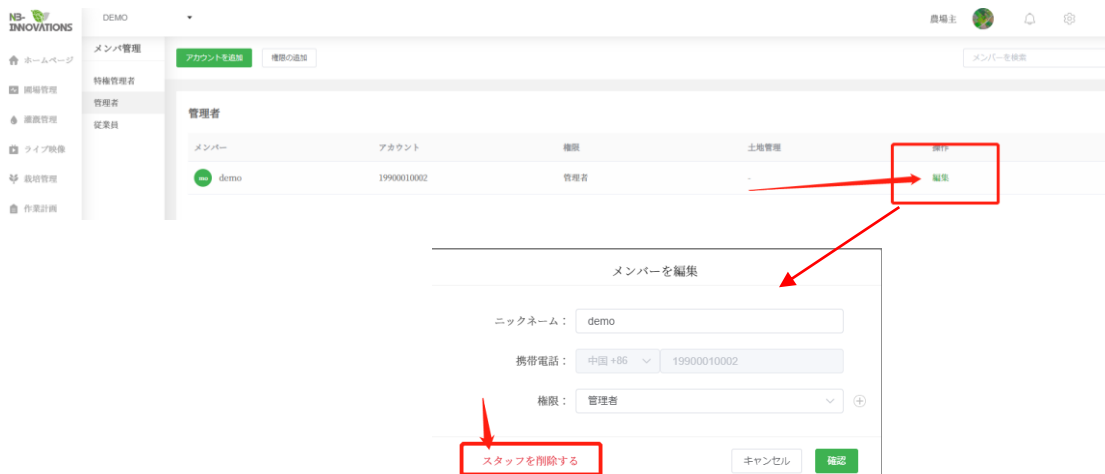 N3-
INNOVATIONS
DEMO
農場主
ホームページ
圃場管理
灌漑管理
ライブ映像
栽培管理
作業計画
メンバ管理
特権管理者
管理者
従業員
アカウントを追加
権限の追加
メンバーを検索
管理者
メンバー アカウント 権限 土地管理 操作
mo demo 19900010002 管理者 - 編集
メンバーを編集
ニックネーム： demo
携帯電話： 中国 +86 19900010002
権限： 管理者
スタッフを削除する キャンセル 確認